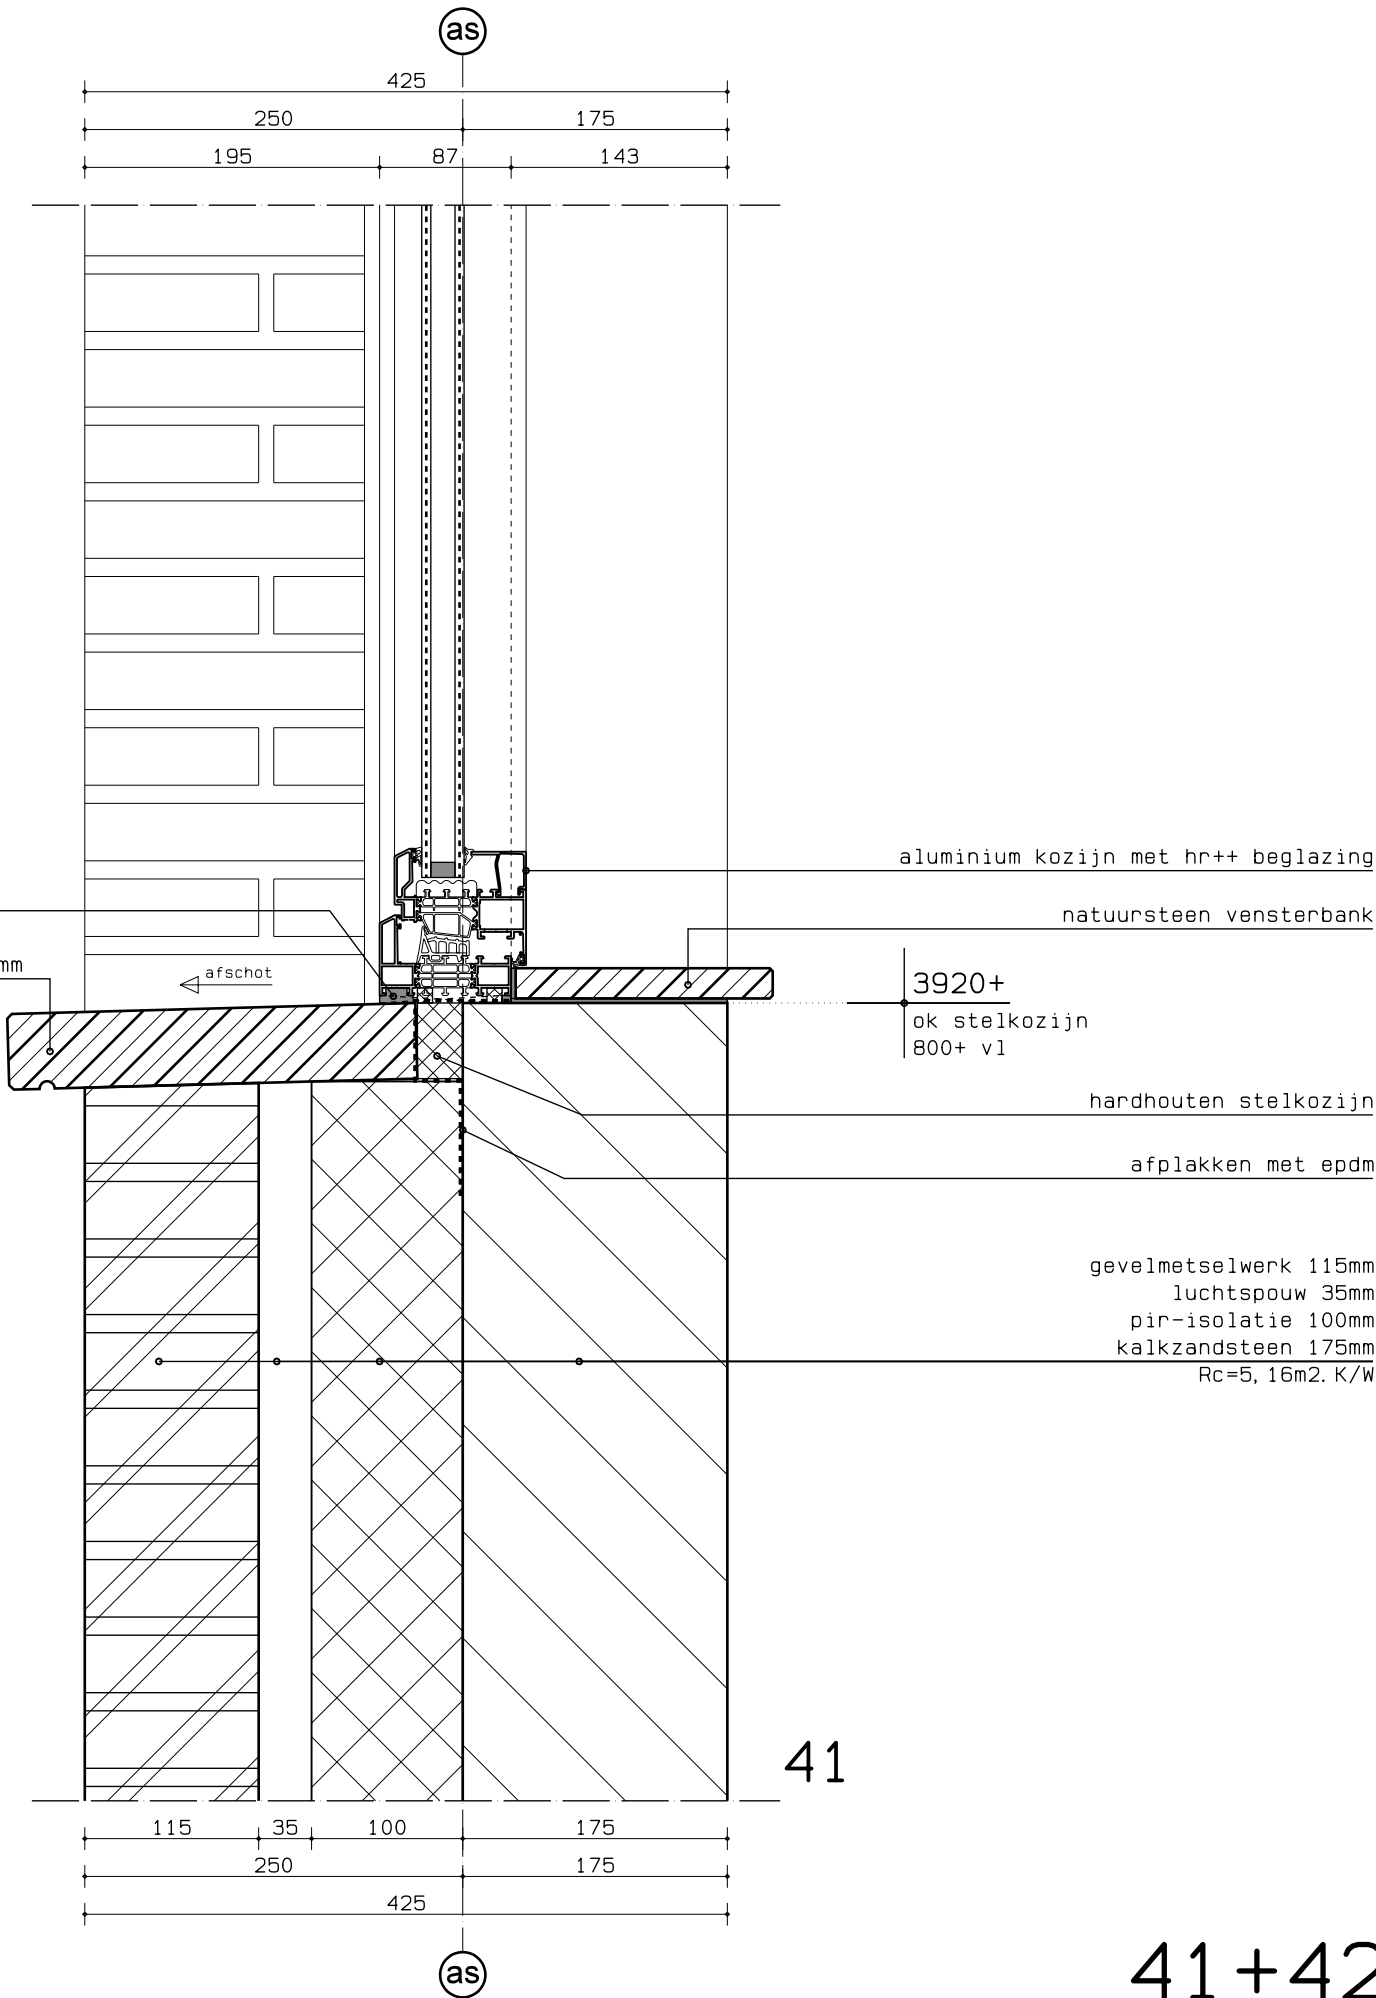 as
425
250 175
195 87 143
aluminium kozijn met hr++ beglazing
natuursteen vensterbank
mm
afschot
3920+
ok stelkozijn
800+ vl
hardhouten stelkozijn
afplakken met epdm
gevelmetselwerk 115mm
luchtspouw 35mm
pir-isolatie 100mm
kalkzandsteen 175mm
Rc=5,16m2.K/W
41
115 35 100 175
250 175
425
as
41+42